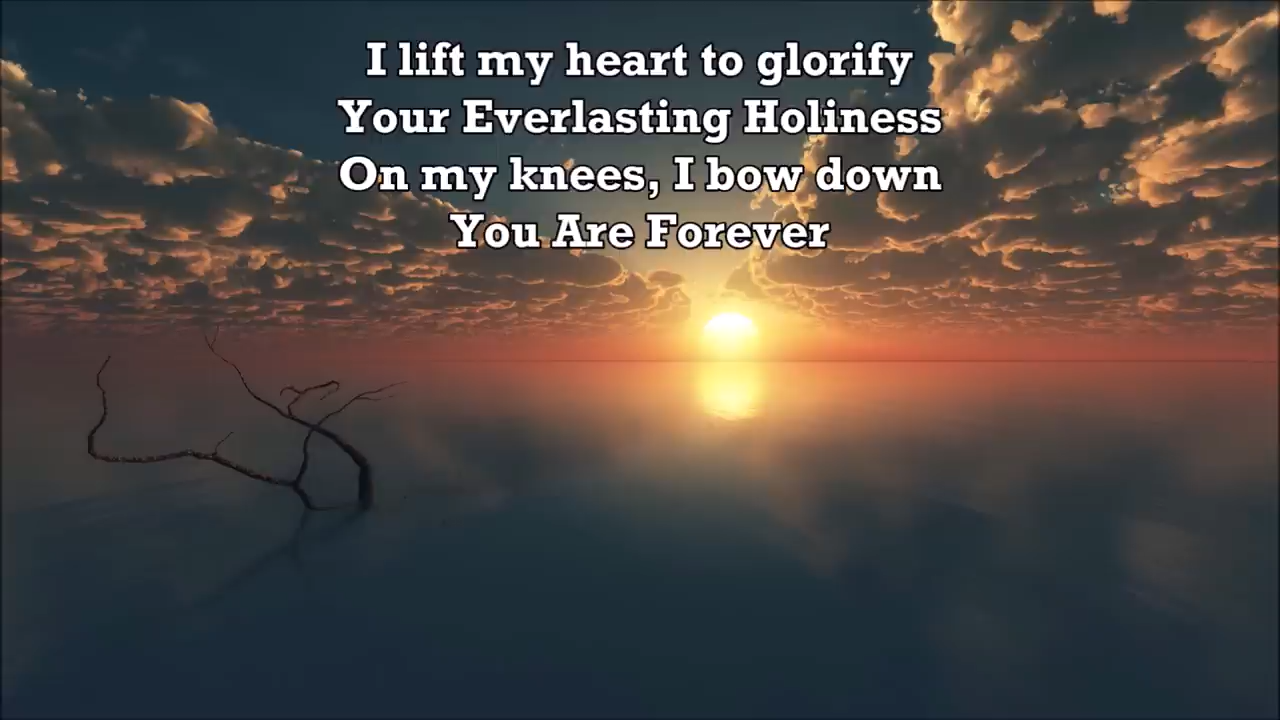 I lift my heart to glorify
Your Everlasting Holiness
On my knees, I bow down
You Are Forever